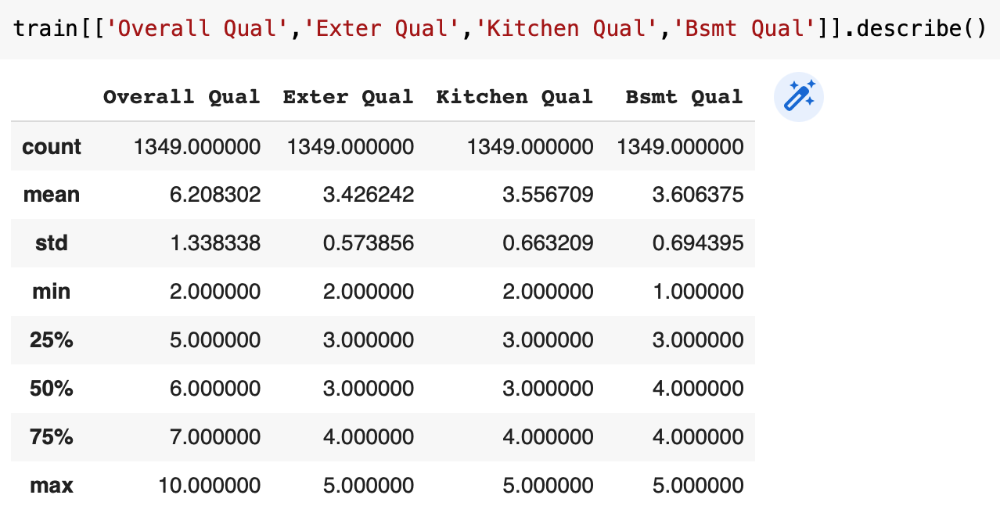 train[['Overall Qual','Exter Qual','Kitchen Qual','Bsmt Qual']].describe()
Overall Qual Exter Qual Kitchen Qual Bsmt Qual
count 1349.000000 1349.000000 1349.000000 1349.000000
mean 6.208302 3.426242 3.556709 3.606375
std 1.338338 0.573856 0.663209 0.694395
min 2.000000 2.000000 2.000000 1.000000
25% 5.000000 3.000000 3.000000 3.000000
50% 6.000000 3.000000 3.000000 4.000000
75% 7.000000 4.000000 4.000000 4.000000
max 10.000000 5.000000 5.000000 5.000000